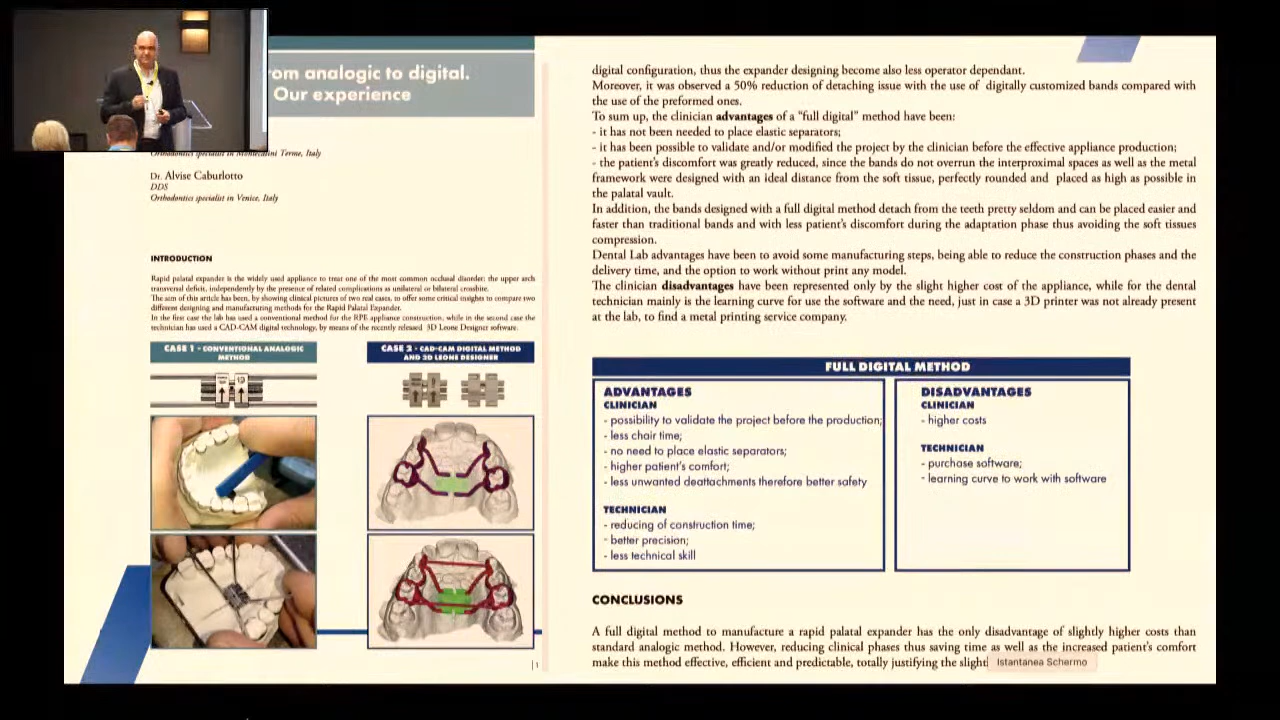 om analogic to digital.
Our experience
Orthodontics specialist in Montecatini Terme, Italy
Dr. Alvise Caburlotto
DDS
Orthodontics specialist in Venice, Italy
INTRODUCTION
Rapid palatal expander is the widely used appliance to treat one of the most common occlusal disorder: the upper arch
transversal deficit, independently by the presence of related complications as unilateral or bilateral crossbite.
The aim of this article has been, by showing clinical pictures of two real cases, to offer some critical insights to compare two
different designing and manufacturing methods for the Rapid Palatal Expander.
In the first case the lab has used a conventional method for the RPE appliance construction, while in the second case the
technician has used a CAD-CAM digital technology, by means of the recently released 3D Leone Designer software.
CASE 1 - CONVENTIONAL ANALOGIC
METHOD
CASE 2 - CAD-CAM DIGITAL METHOD
AND 3D LEONE DESIGNER
|1
digital configuration, thus the expander designing become also less operator dependant.
Moreover, it was observed a 50% reduction of detaching issue with the use of digitally customized bands compared with
the use of the preformed ones.
To sum up, the clinician advantages of a "full digital" method have been:
- it has not been needed to place elastic separators;
- it has been possible to validate and/or modified the project by the clinician before the effective appliance production;
- the patient's discomfort was greatly reduced, since the bands do not overrun the interproximal spaces as well as the metal
framework were designed with an ideal distance from the soft tissue, perfectly rounded and placed as high as possible in
the palatal vault.
In addition, the bands designed with a full digital method detach from the teeth pretty seldom and can be placed easier and
faster than traditional bands and with less patient's discomfort during the adaptation phase thus avoiding the soft tissues
compression.
Dental Lab advantages have been to avoid some manufacturing steps, being able to reduce the construction phases and the
delivery time, and the option to work without print any model.
The clinician disadvantages have been represented only by the slight higher cost of the appliance, while for the dental
technician mainly is the learning curve for use the software and the need, just in case a 3D printer was not already present
at the lab, to find a metal printing service company.
FULL DIGITAL METHOD
ADVANTAGES
CLINICIAN
- possibility to validate the project before the production;
- less chair time;
- no need to place elastic separators;
- higher patient's comfort;
- less unwanted deattachments therefore better safety
TECHNICIAN
- reducing of construction time;
- better precision;
- less technical skill
DISADVANTAGES
CLINICIAN
- higher costs
TECHNICIAN
- purchase software;
- learning curve to work with software
CONCLUSIONS
A full digital method to manufacture a rapid palatal expander has the only disadvantage of slightly higher costs than
standard analogic method. However, reducing clinical phases thus saving time as well as the increased patient's comfort
make this method effective, efficient and predictable, totally justifying the slight
Istantanea Schermo